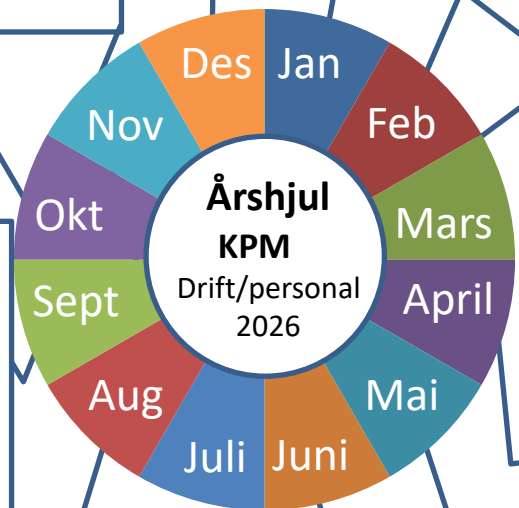 Des Jan
Nov Feb
Årshjul
Okt KPM Mars
Drift/personal
Sept 2026 April
Aug Mai
Juli Juni